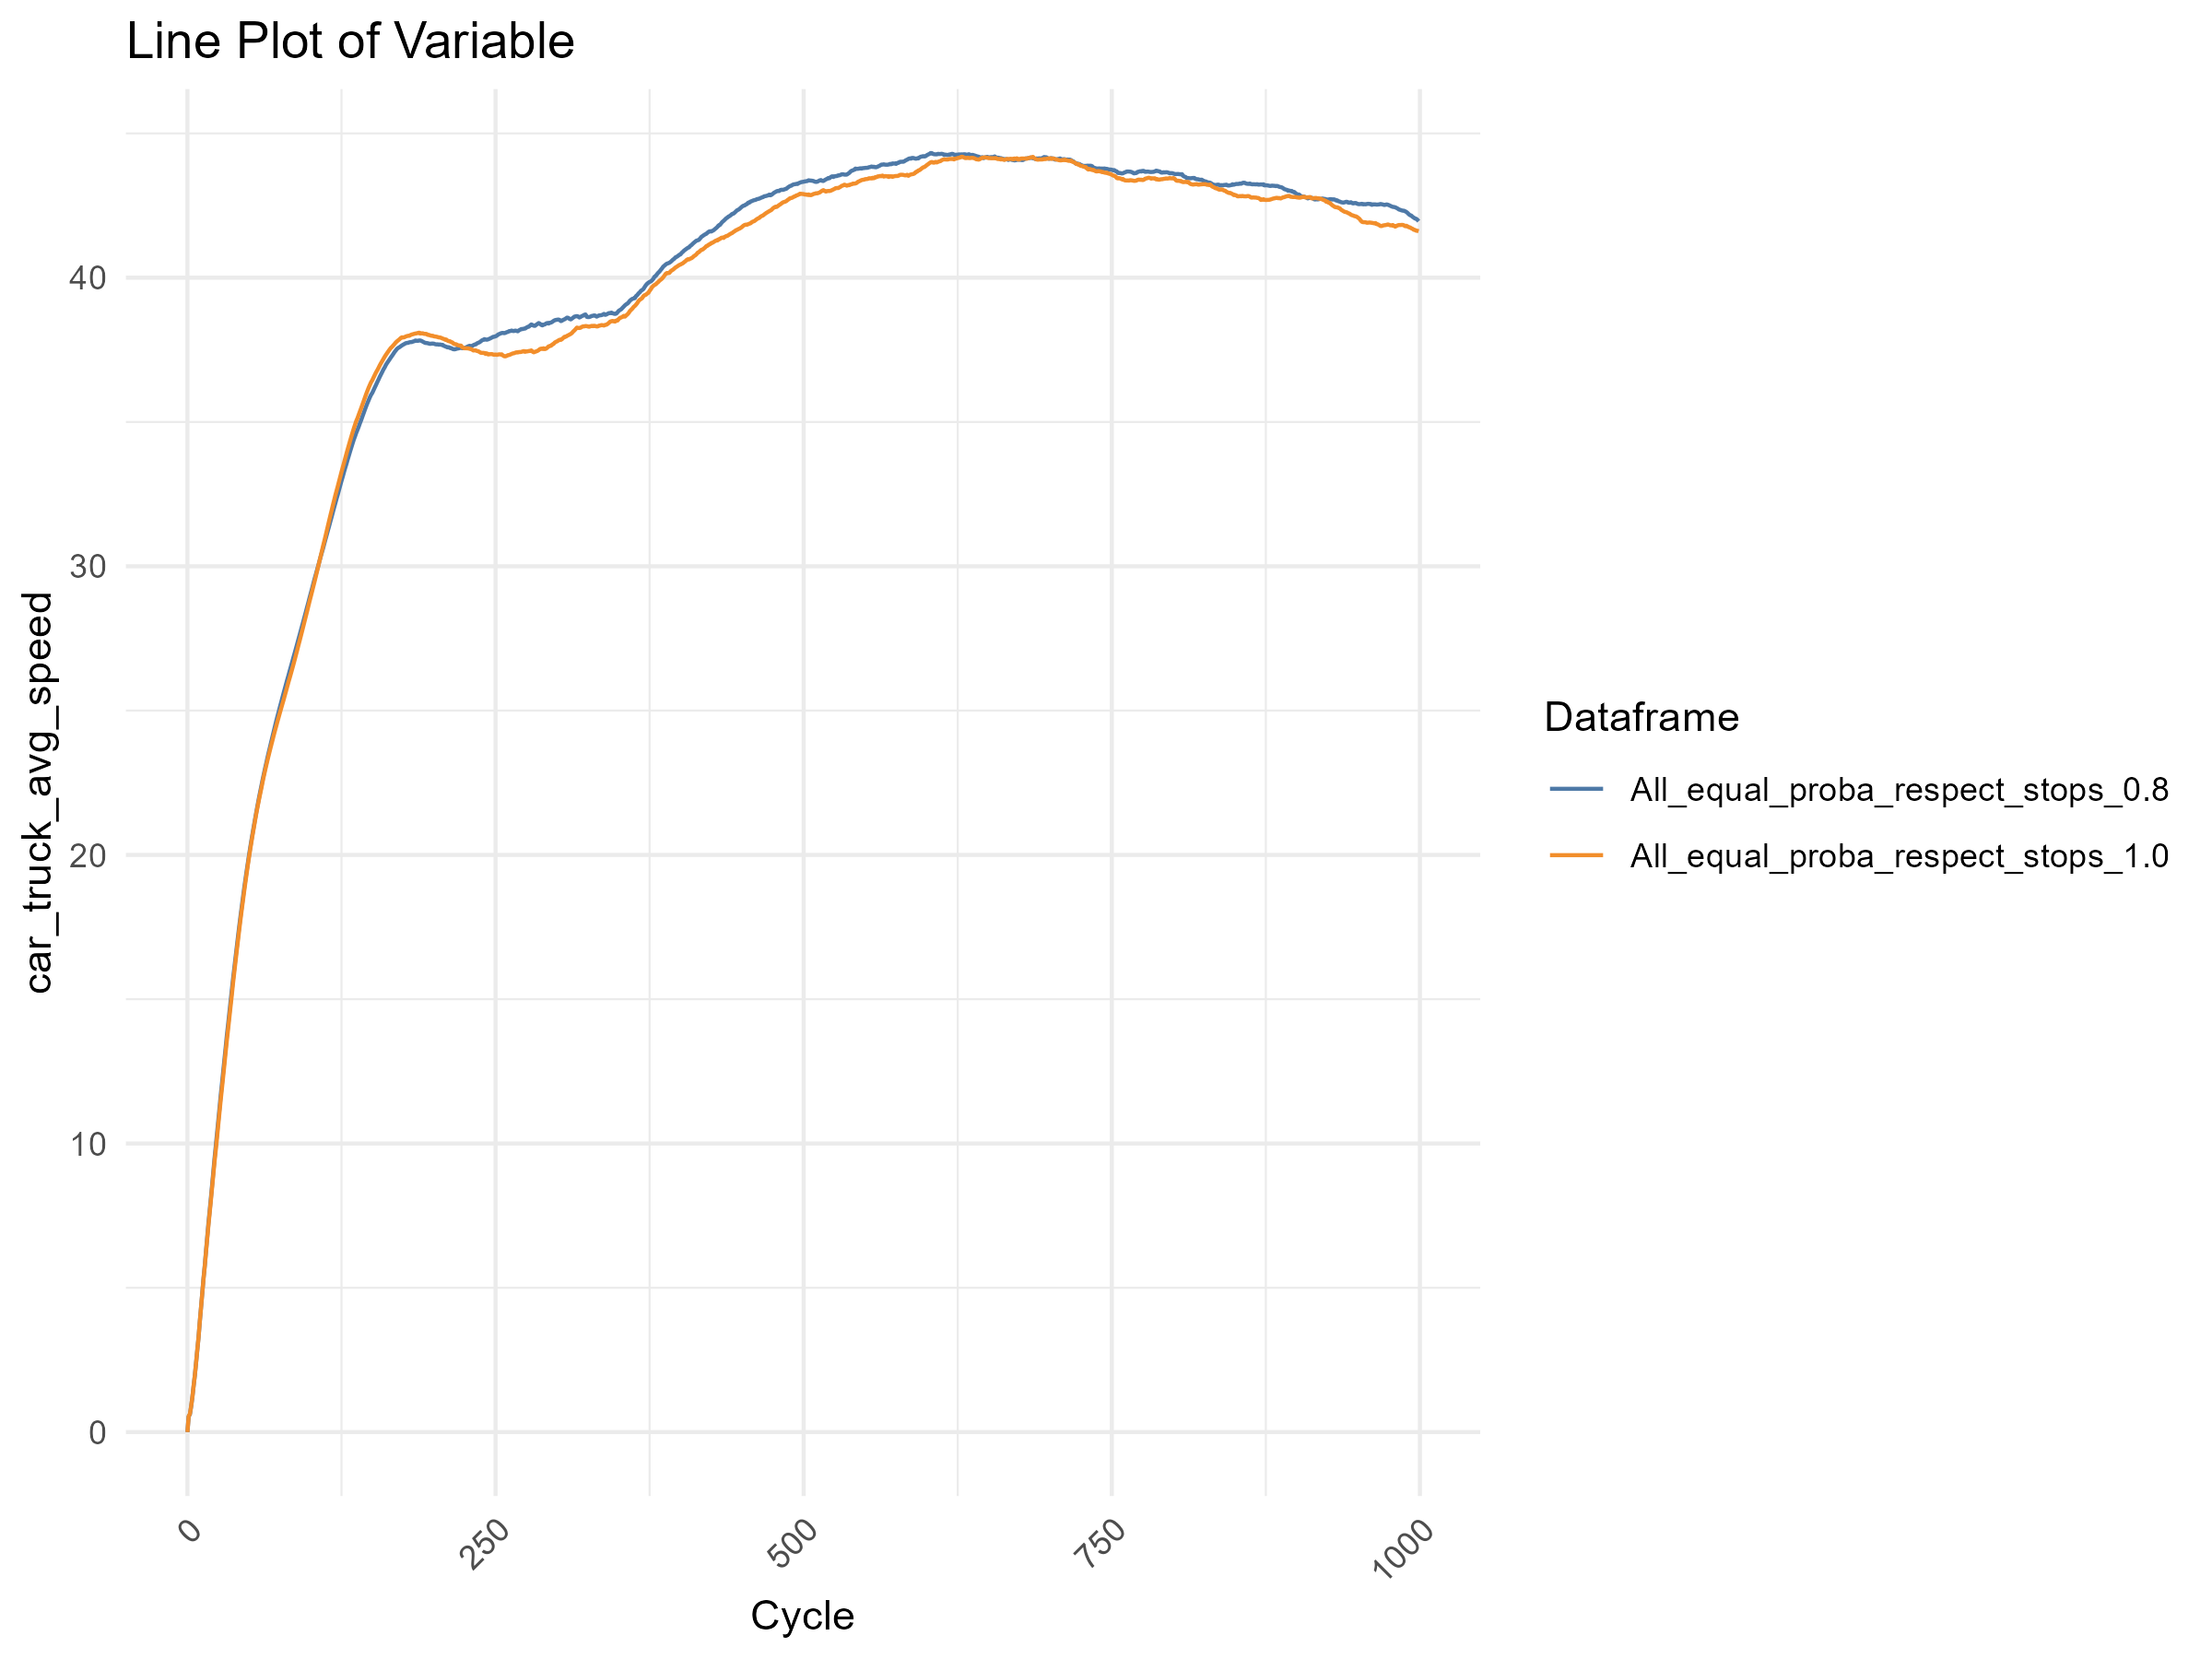 Line Plot of Variable
car_truck_avg_speed
40
30
20
10
0
0
250
500
750
1000
Cycle
Dataframe
All_equal_proba_respect_stops_0.8
All_equal_proba_respect_stops_1.0